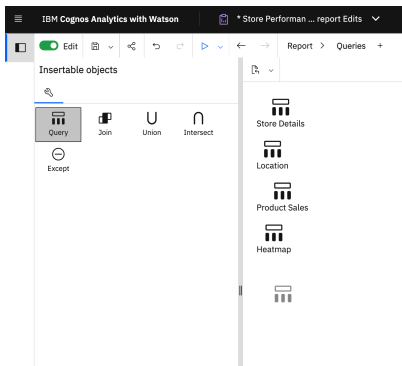 IBM Cognos Analytics with Watson
* Store Performan ... report Edits
Edit
Report > Queries +
Insertable objects
Query Join Union Intersect
Except
Store Details
Location
Product Sales
Heatmap